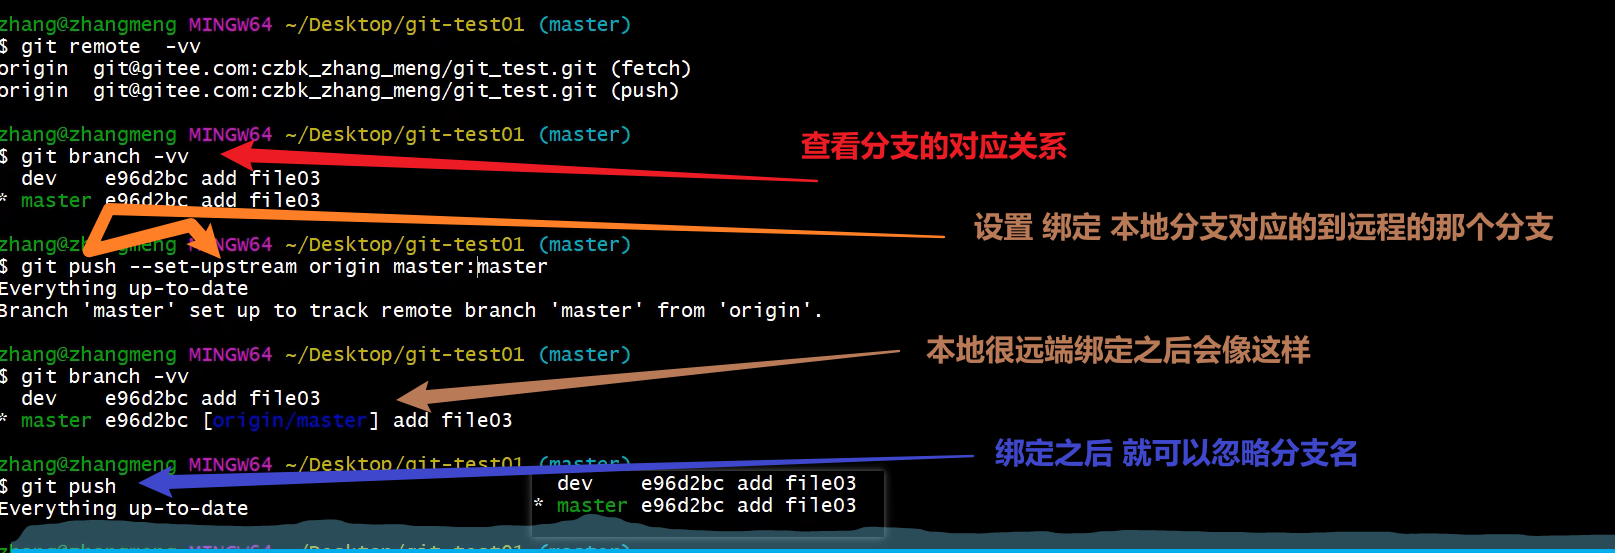 zhang@zhangmeng MINGW64 ~/Desktop/git-test01 (master)
$ git remote  -vv
origin  git@gitee.com:czbk_zhang_meng/git_test.git (fetch)
origin  git@gitee.com:czbk_zhang_meng/git_test.git (push)
zhang@zhangmeng MINGW64 ~/Desktop/git-test01 (master)
查看分支的对应关系
$ git branch -vv
dev    e96d2bc add file03
* master e96d2bc add file03
设置 绑定 本地分支对应的到远程的那个分支
zhang@zhangmeng MINGW64 ~/Desktop/git-test01 (master)
$ git push --set-upstream origin master:master
Everything up-to-date
Branch 'master' set up to track remote branch 'master' from 'origin'.
zhang@zhangmeng MINGW64 ~/Desktop/git-test01 (master)
本地很远端绑定之后会像这样
$ git branch -vv
dev    e96d2bc add file03
* master e96d2bc [origin/master] add file03
绑定之后 就可以忽略分支名
zhang@zhangmeng MINGW64 ~/Desktop/git-test01 (master)
$ git push
Everything up-to-date
dev    e96d2bc add file03
* master e96d2bc add file03
zhang@zhangmeng MINGW64 ~/Desktop/git-test01 (master)